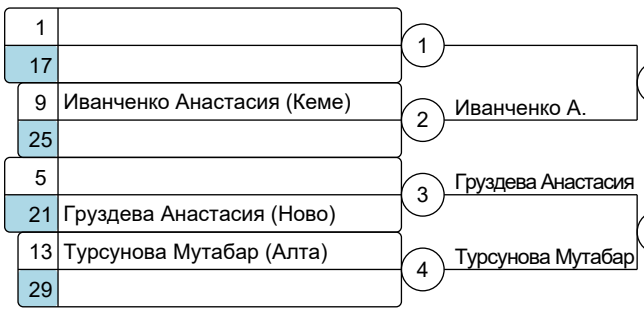 1
17
1
9 Иванченко Анастасия (Кеме)
2
Иванченко А.
25
5
3
Груздева Анастасия
21 Груздева Анастасия (Ново)
13 Турсунова Мутабар (Алта)
4
Турсунова Мутабар
29